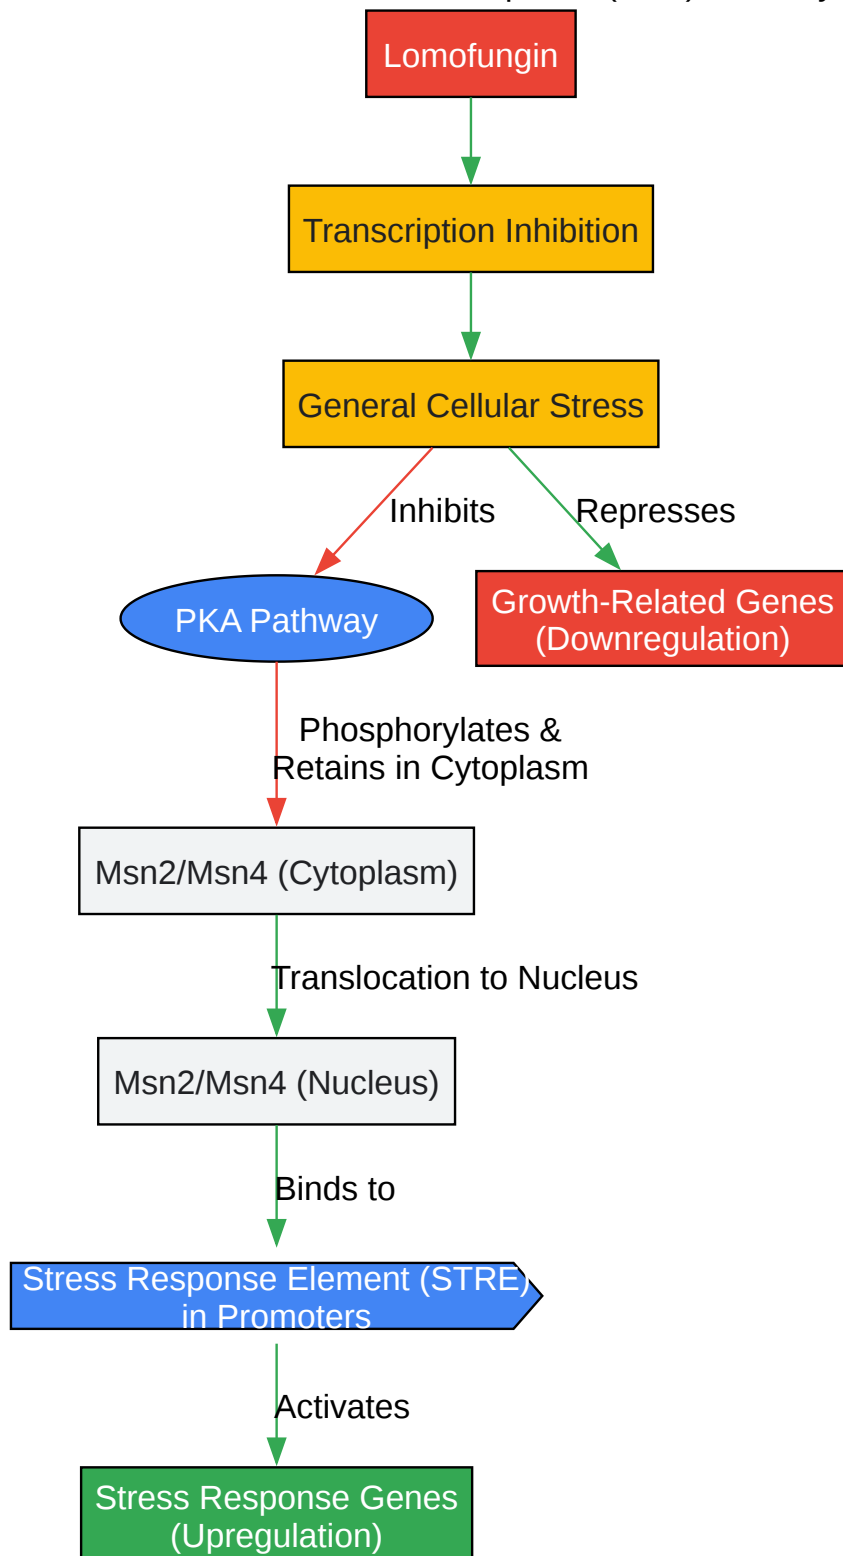 Lomofungin
Transcription Inhibition
General Cellular Stress
Inhibits
Represses
PKA Pathway
Growth-Related Genes
(Downregulation)
Phosphorylates &
Retains in Cytoplasm
Msn2/Msn4 (Cytoplasm)
Translocation to Nucleus
Msn2/Msn4 (Nucleus)
Binds to
Stress Response Element (STRE)
in Promoters
Activates
Stress Response Genes
(Upregulation)